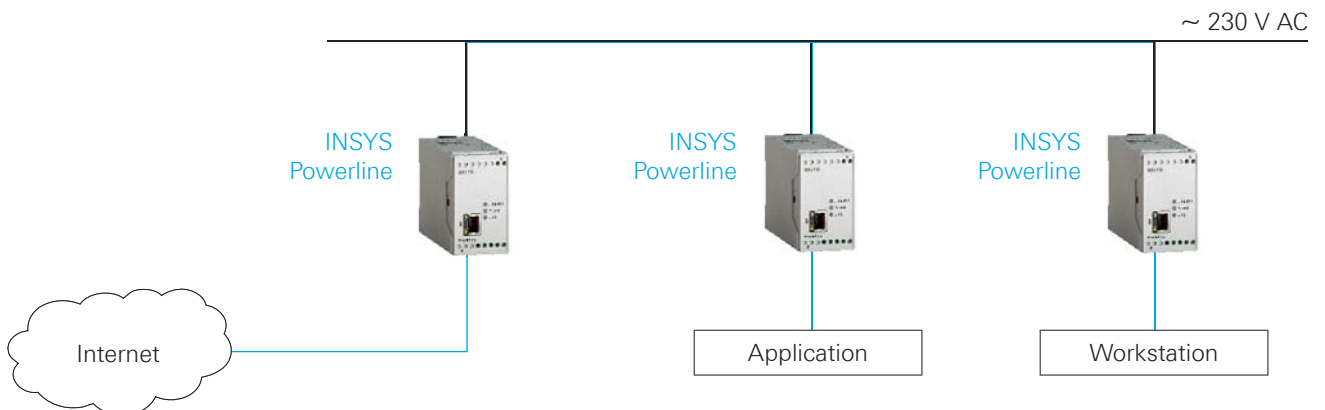 ~ 230 V AC
INSYS
Powerline
INSYS
Powerline
INSYS
Powerline
Internet
Application
Workstation